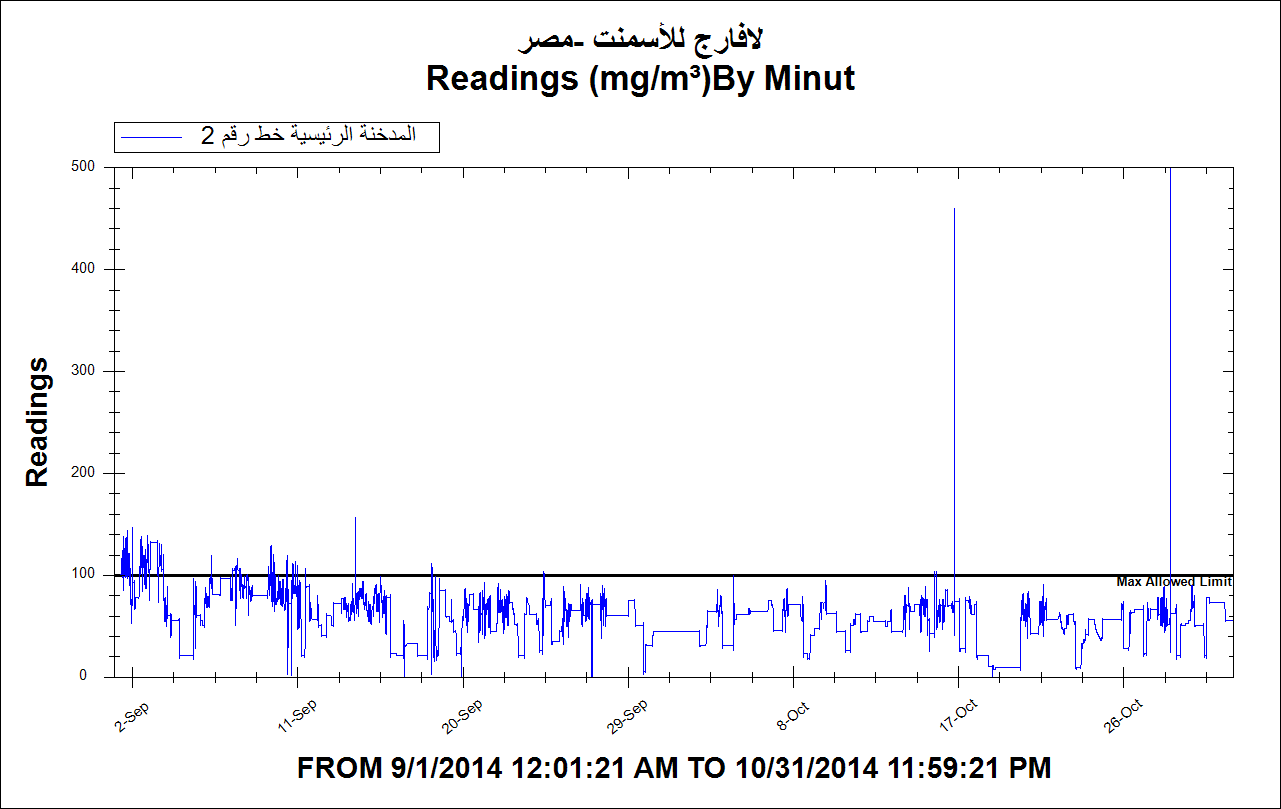 لافارج للأسمنت -مصر
Readings (mg/m³)By Minut
المدخنة الرئيسية خط رقم 2
500
400
300
200
100
0
Readings
Max Allowed Limit
2-Sep
11-Sep
20-Sep
29-Sep
8-Oct
17-Oct
26-Oct
FROM 9/1/2014 12:01:21 AM TO 10/31/2014 11:59:21 PM